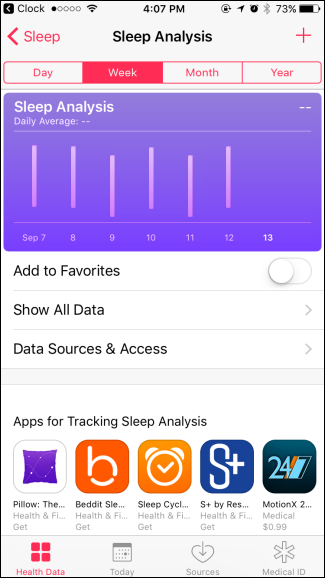 Clock 4:07 PM 73%
Sleep Sleep Analysis +
Day Week Month Year
Sleep Analysis --
Daily Average: --
Sep 7 8 9 10 11 12 13
Add to Favorites
Show All Data
Data Sources & Access
Apps for Tracking Sleep Analysis
b S+ 24/7
Pillow: The... Beddit Sle... Sleep Cycl... S+ by Res... MotionX 2...
Health & Fi... Health & Fi... Health & Fi... Health & Fi... Medical
Get Get Get Get $0.99
Health Data Today Sources Medical ID